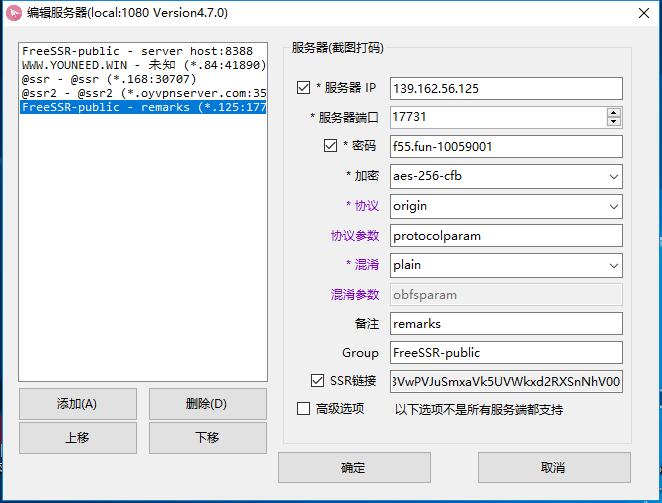 编辑服务器(local:1080 Version4.7.0)
FreeSSR-public - server host:8388
WWW.YOUNEED.WIN - 未知 (*.84:41890)
@ssr - @ssr (*.168:30707)
@ssr2 - @ssr2 (*.oyvpnserver.com:35
FreeSSR-public - remarks (*.125:177
添加(A)
删除(D)
上移
下移
服务器(截图打码)
* 服务器 IP
139.162.56.125
* 服务器端口
17731
* 密码
f55.fun-10059001
* 加密
aes-256-cfb
* 协议
origin
协议参数
protocolparam
* 混淆
plain
混淆参数
obfsparam
备注
remarks
Group
FreeSSR-public
SSR链接
3VwPVJuSmxaVk5UVWkxd2RXSnNhV00
高级选项
以下选项不是所有服务端都支持
确定
取消